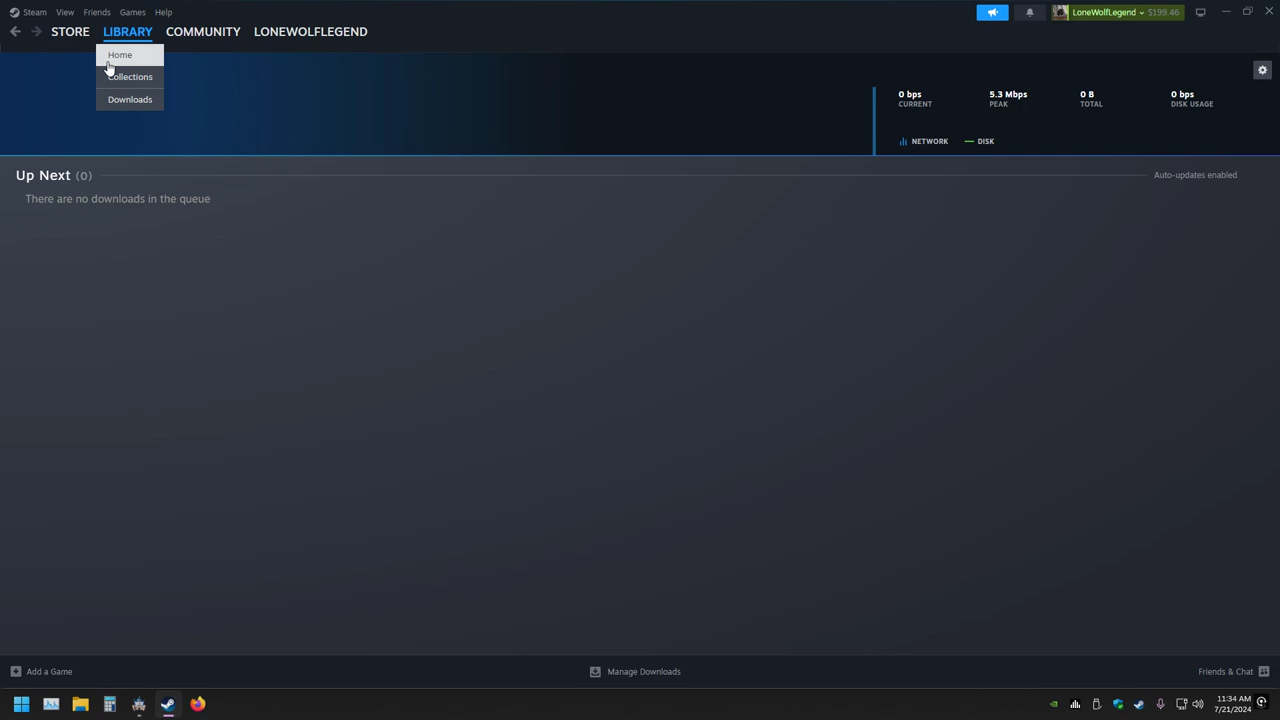 Steam View Friends Games Help
LoneWolfLegend $199.46
STORE LIBRARY COMMUNITY LONEWOLFLEGEND
Home
Collections
Downloads
0 bps 5.3 Mbps 0 B 0 bps
CURRENT PEAK TOTAL DISK USAGE
NETWORK DISK
Up Next (0) Auto-updates enabled
There are no downloads in the queue
Add a Game Manage Downloads Friends & Chat
11:34 AM
7/21/2024